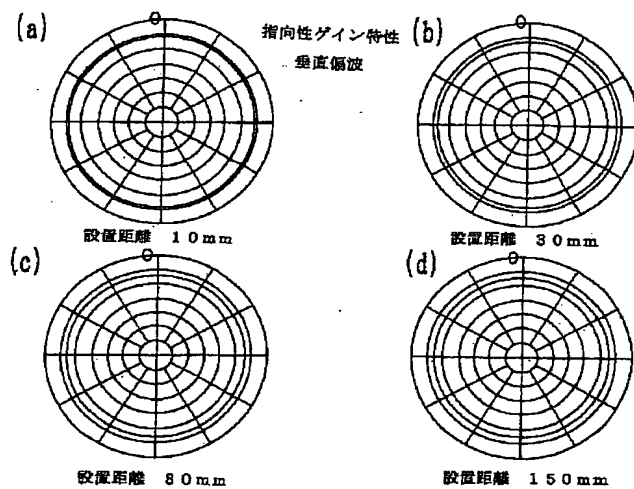 (a)
0
指向性ゲイン特性
垂直偏波
(b)
0
設置距離 10mm
設置距離 30mm
(c)
0
(d)
0
設置距離 80mm
設置距離 150mm